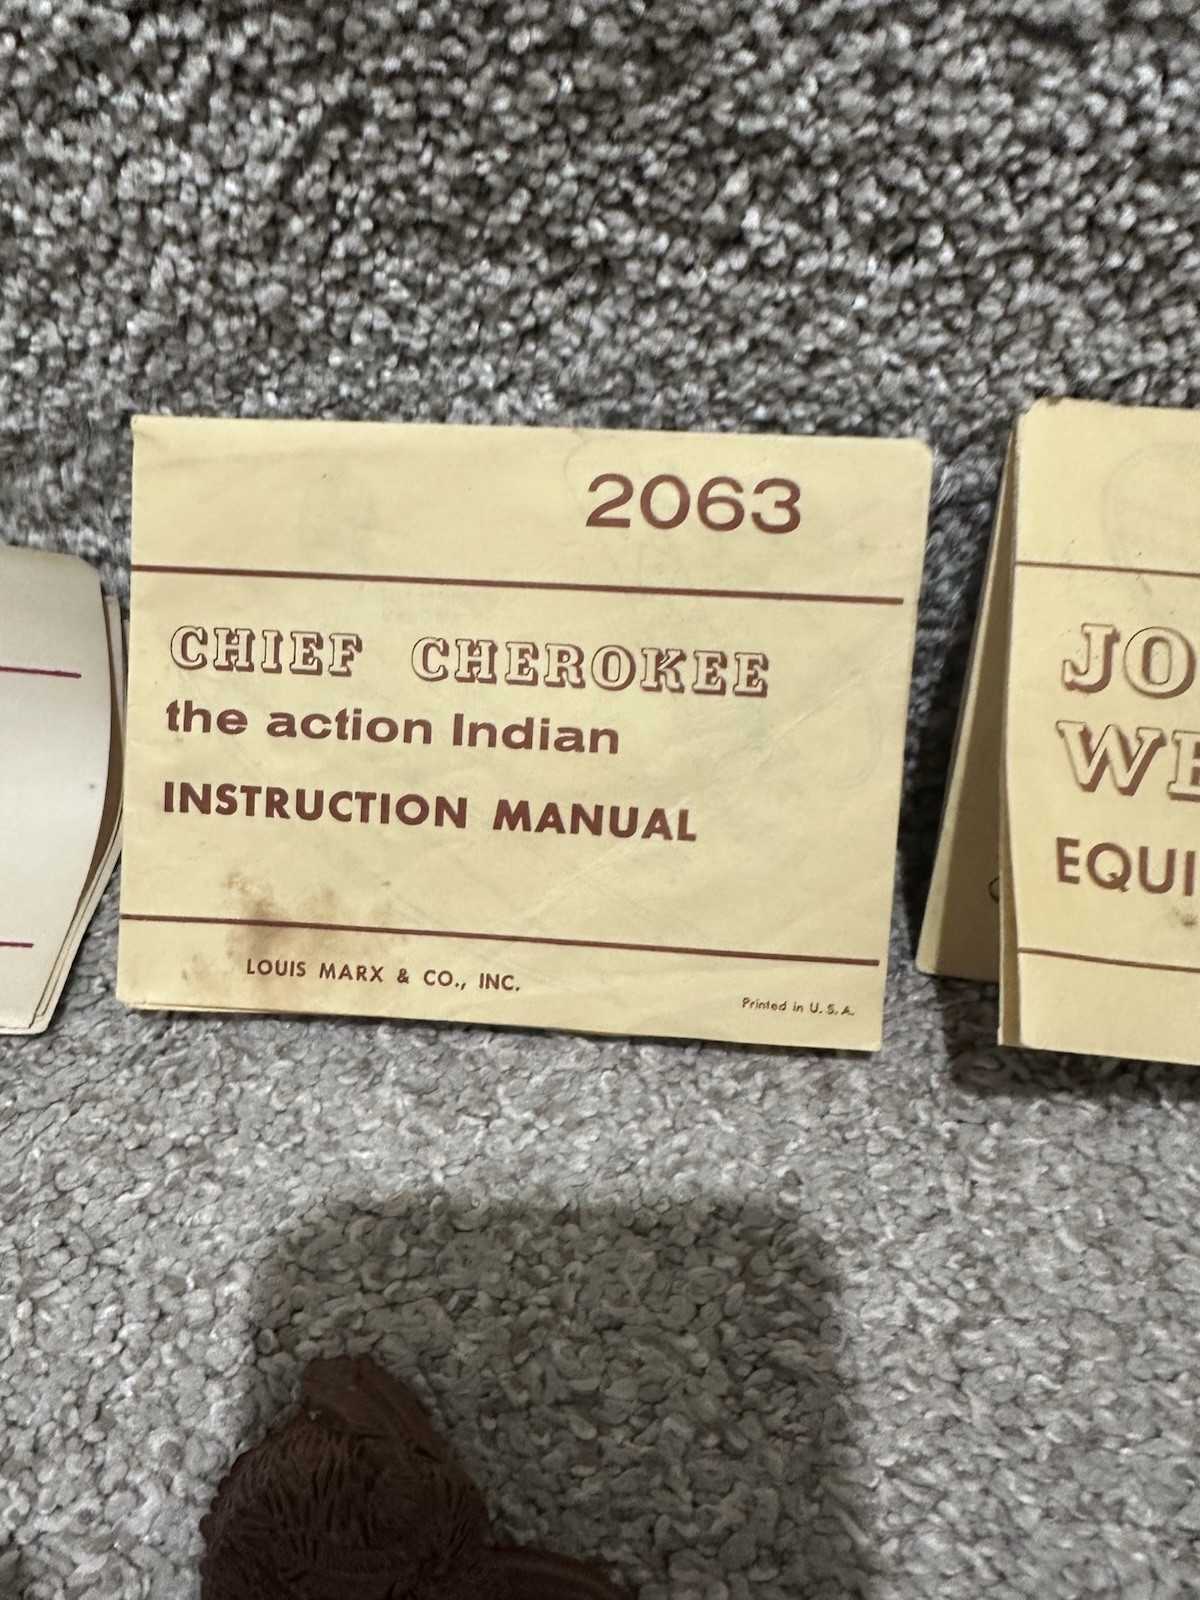 2063
CHIEF CHEROKEE
the action Indian
INSTRUCTION MANUAL
LOUIS MARX & CO., INC.
Printed in U. S. A.
JO
WE
EQUI